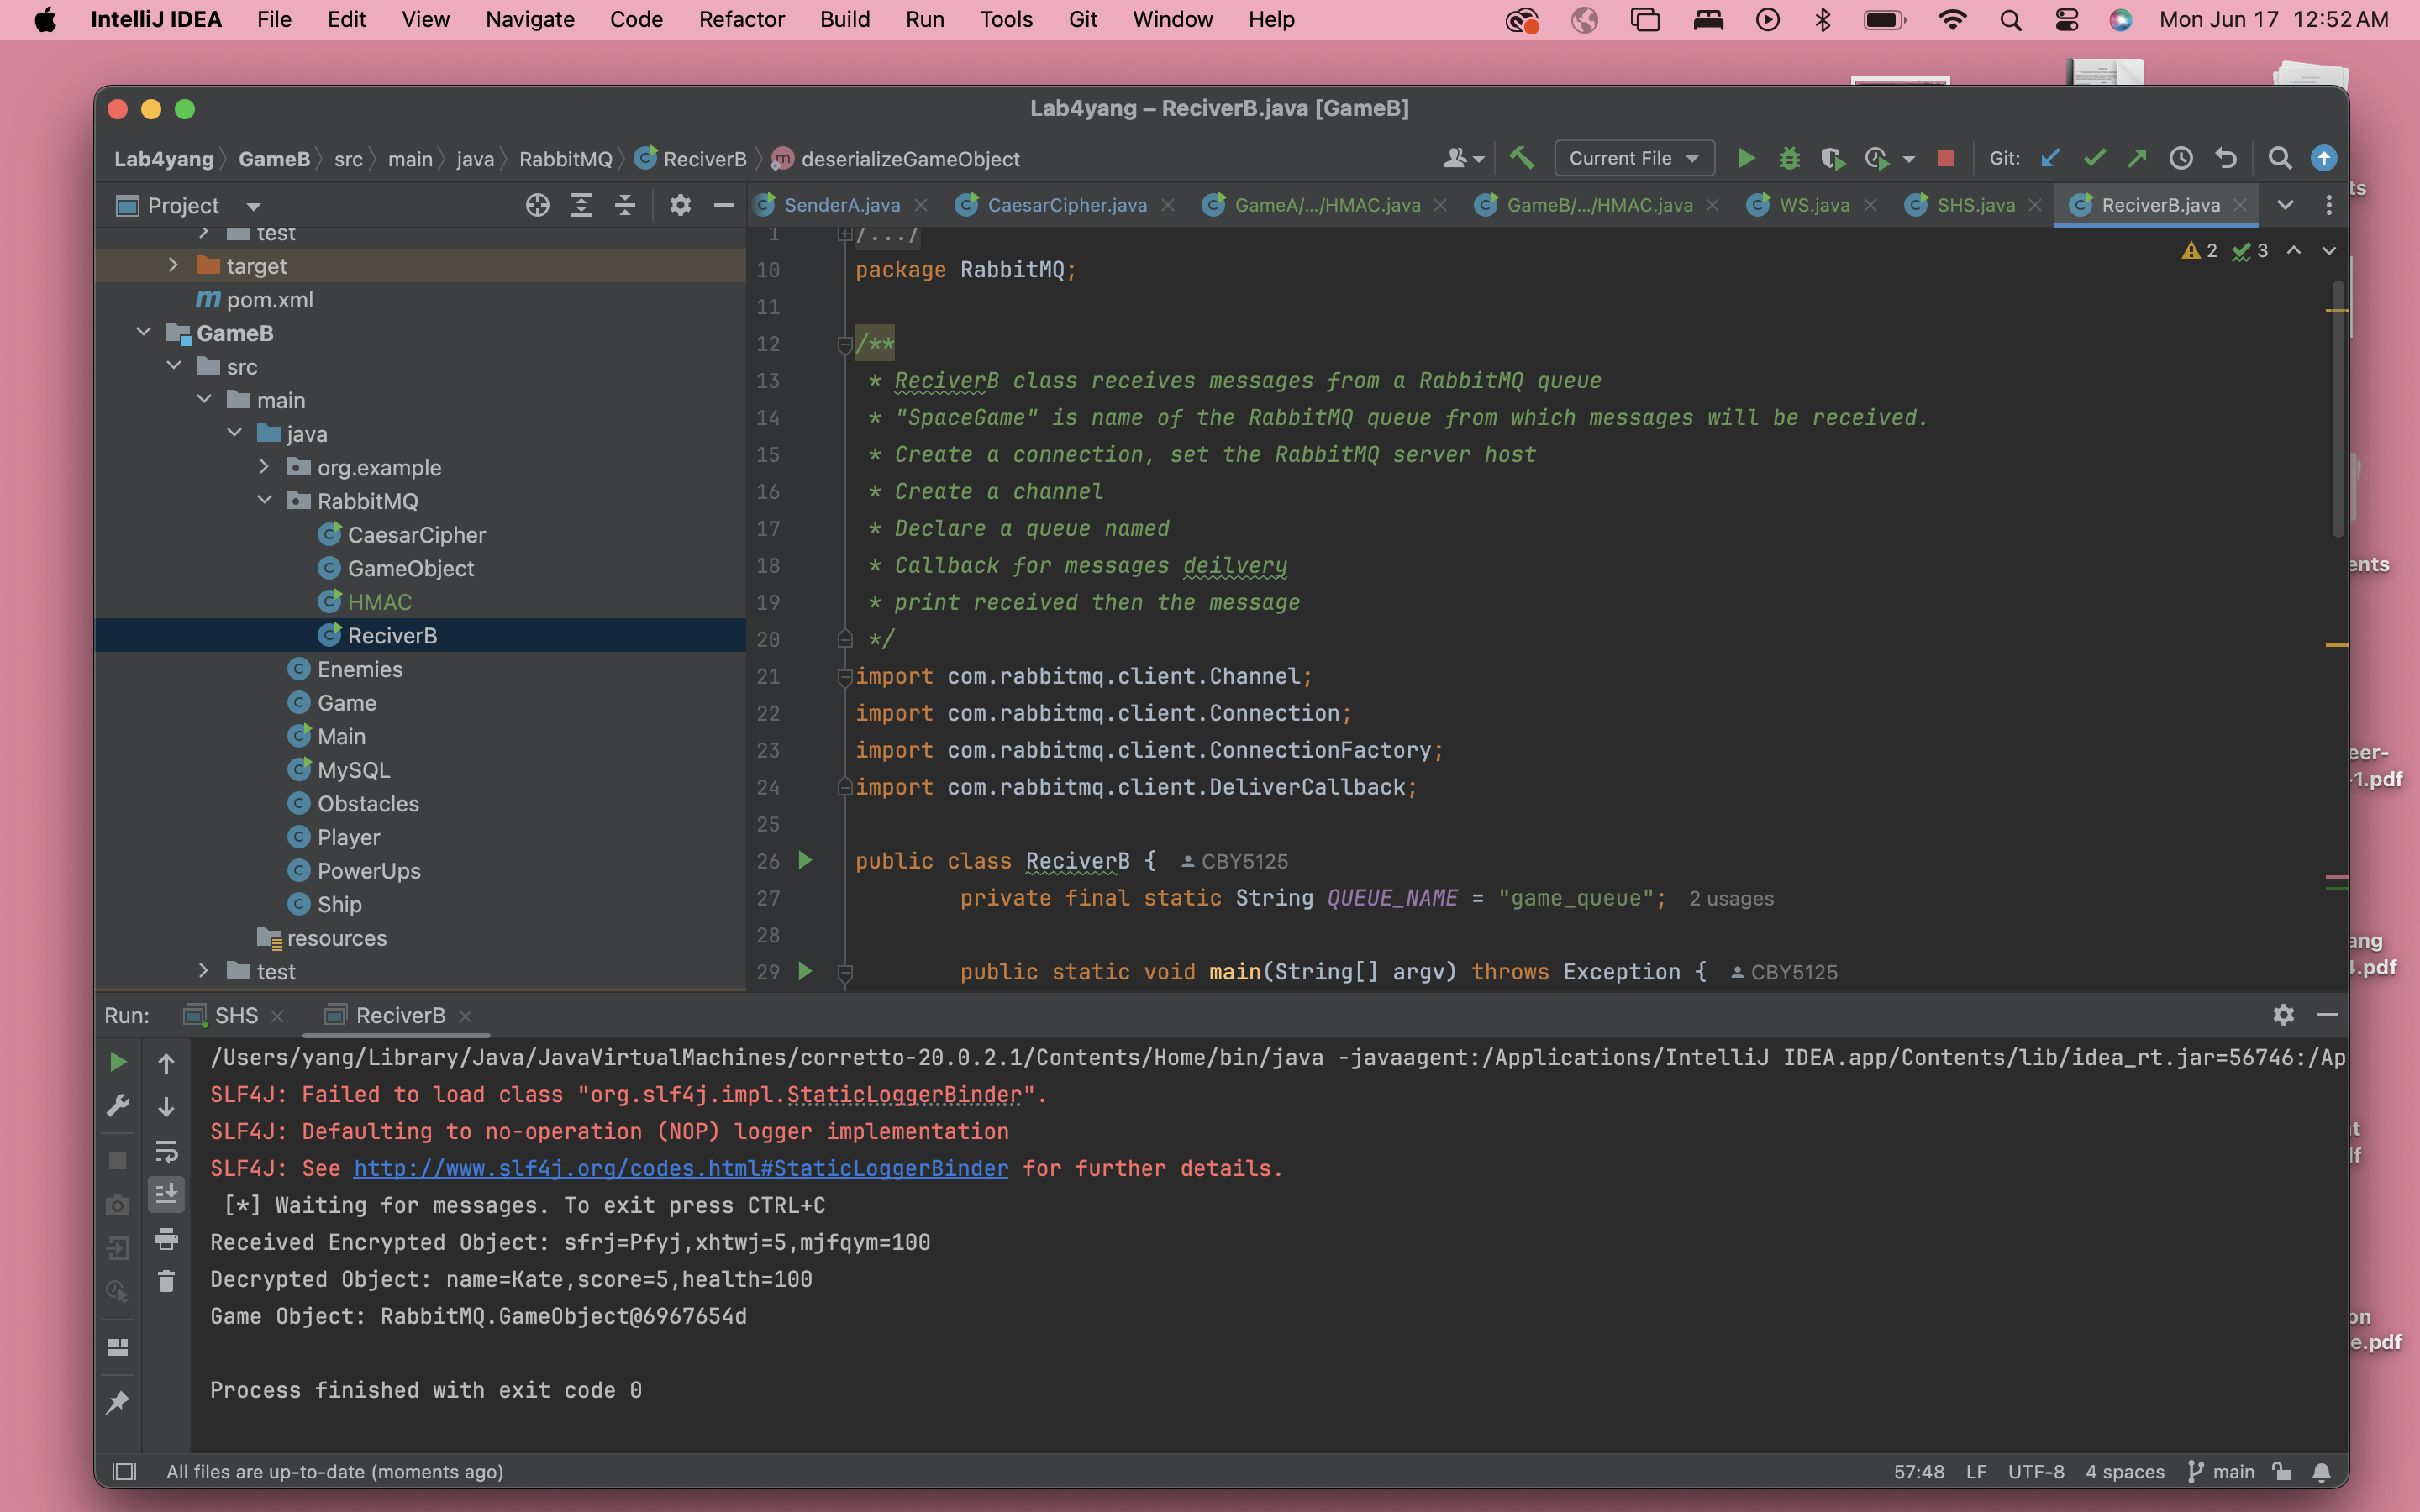 IntelliJ IDEA File Edit View Navigate Code Refactor Build Run Tools Git Window Help Mon Jun 17 12:52 AM
Lab4yang – ReciverB.java [GameB]
Lab4yang GameB src main java RabbitMQ ReciverB deserializeGameObject Current File Git:
Project SenderA.java CaesarCipher.java GameA/.../HMAC.java GameB/.../HMAC.java WS.java SHS.java ReciverB.java
test
target
pom.xml
GameB
src
main
java
org.example
RabbitMQ
CaesarCipher
GameObject
HMAC
ReciverB
Enemies
Game
Main
MySQL
Obstacles
Player
PowerUps
Ship
resources
test
2 3
1 /.../
10 package RabbitMQ;
11
12 /**
13 * ReciverB class receives messages from a RabbitMQ queue
14 * "SpaceGame" is name of the RabbitMQ queue from which messages will be received.
15 * Create a connection, set the RabbitMQ server host
16 * Create a channel
17 * Declare a queue named
18 * Callback for messages deilvery
19 * print received then the message
20 */
21 import com.rabbitmq.client.Channel;
22 import com.rabbitmq.client.Connection;
23 import com.rabbitmq.client.ConnectionFactory;
24 import com.rabbitmq.client.DeliverCallback;
25
26 public class ReciverB { CBY5125
27 private final static String QUEUE_NAME = "game_queue"; 2 usages
28
29 public static void main(String[] argv) throws Exception { CBY5125
Run: SHS ReciverB
/Users/yang/Library/Java/JavaVirtualMachines/corretto-20.0.2.1/Contents/Home/bin/java -javaagent:/Applications/IntelliJ IDEA.app/Contents/lib/idea_rt.jar=56746:/Ap
SLF4J: Failed to load class "org.slf4j.impl.StaticLoggerBinder".
SLF4J: Defaulting to no-operation (NOP) logger implementation
SLF4J: See http://www.slf4j.org/codes.html#StaticLoggerBinder for further details.
[*] Waiting for messages. To exit press CTRL+C
Received Encrypted Object: sfrj=Pfyj,xhtwj=5,mjfqym=100
Decrypted Object: name=Kate,score=5,health=100
Game Object: RabbitMQ.GameObject@6967654d
Process finished with exit code 0
All files are up-to-date (moments ago) 57:48 LF UTF-8 4 spaces main
ts
ents
eer-
-1.pdf
ang
4.pdf
on
e.pdf